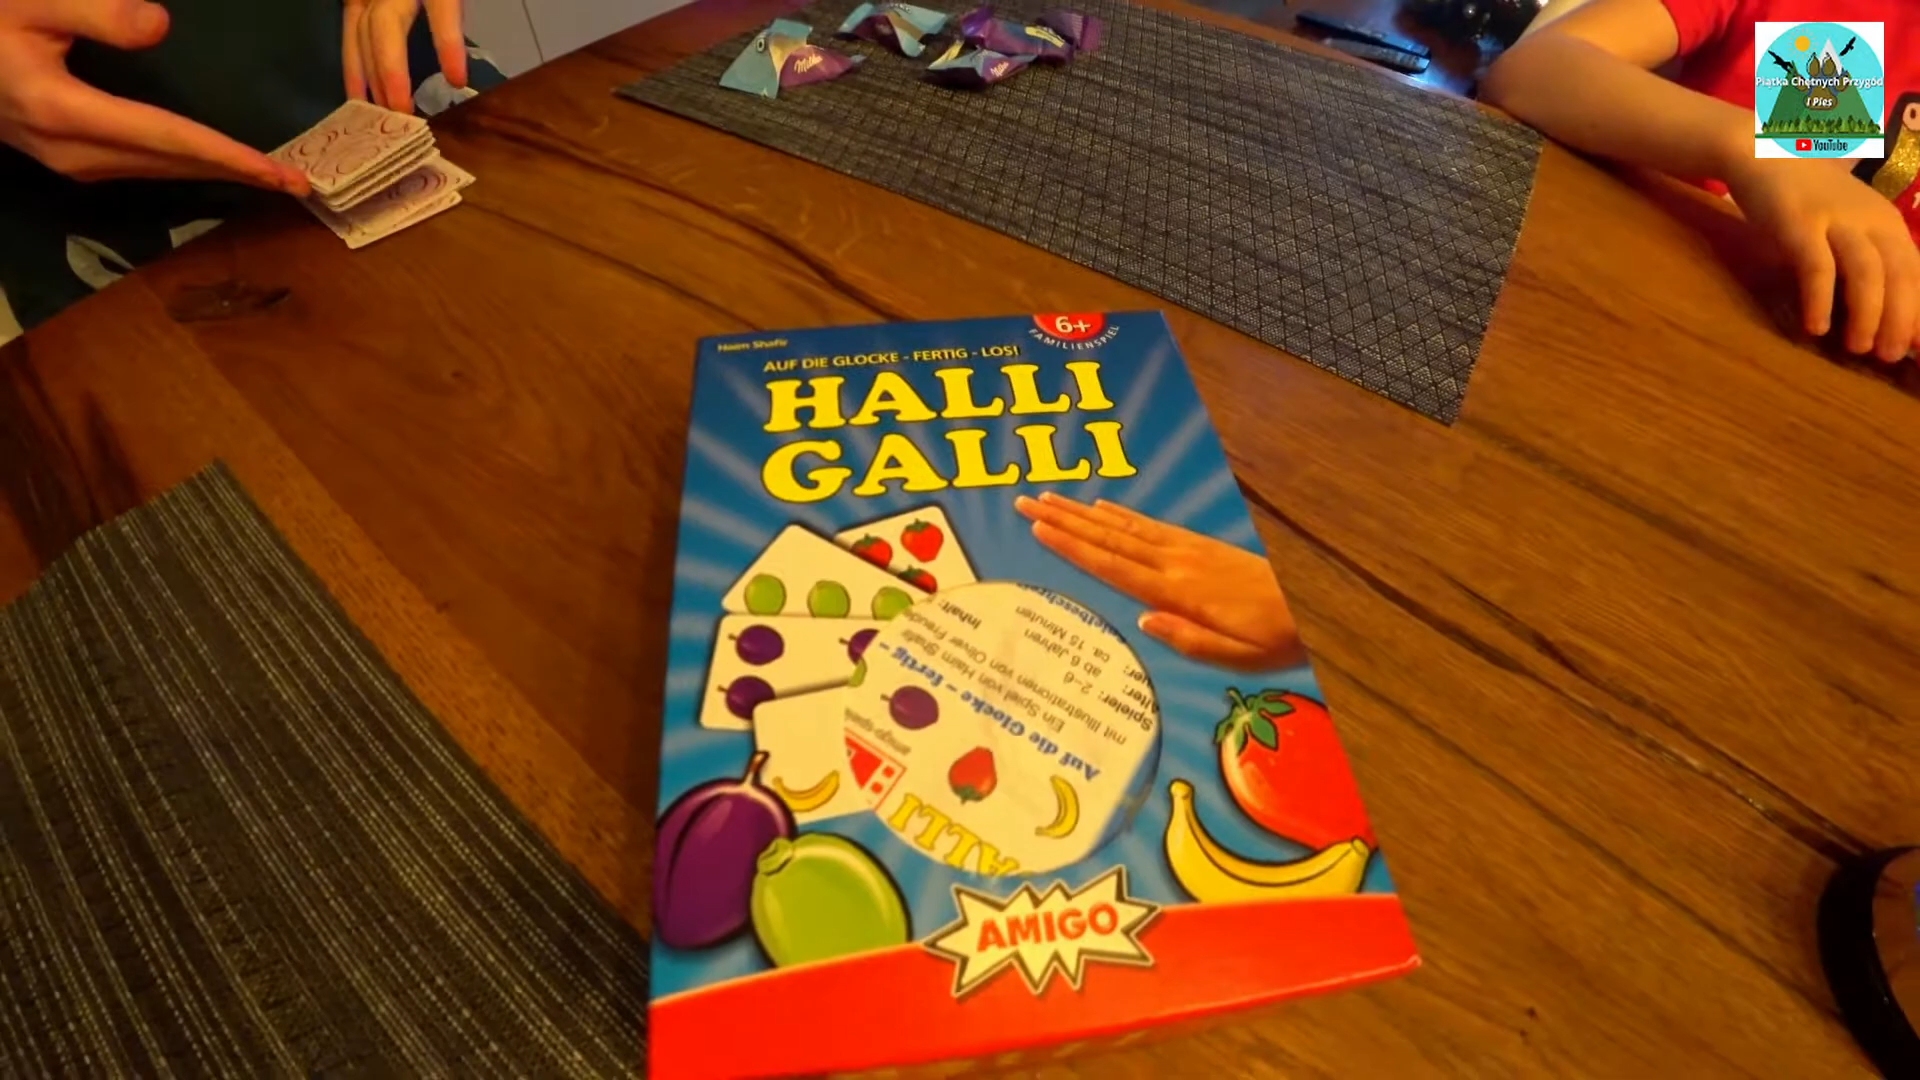 Piątka Chętnych Przygód
I Pies
YouTube
Milka
Haim Shafir
6+
FAMILIENSPIEL
AUF DIE GLOCKE - FERTIG - LOS!
HALLI
GALLI
Inhalt:
ca. 15 Minuten
ab 6 Jahren
Spieler: 2–6
mit Illustrationen von Oliver Freude
Ein Spiel von Haim Shafir
Auf die Glocke – fertig –
ALLI
AMIGO